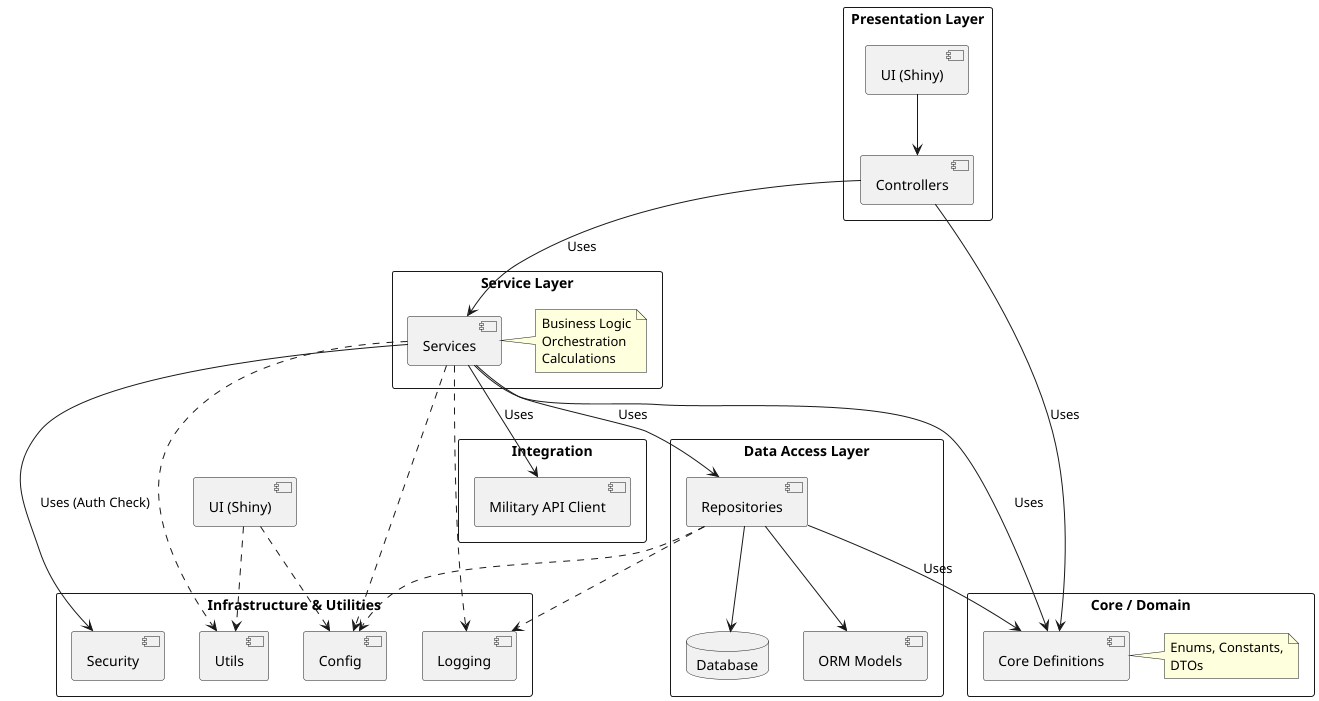 Presentation Layer
UI (Shiny)
Controllers
Uses
Service Layer
Services
Business Logic
Orchestration
Calculations
Uses
Uses
Uses
Uses
Uses (Auth Check)
Integration
Military API Client
Data Access Layer
Repositories
UI (Shiny)
Uses
Infrastructure & Utilities
Security
Utils
Config
Logging
Database
ORM Models
Core / Domain
Core Definitions
Enums, Constants,
DTOs